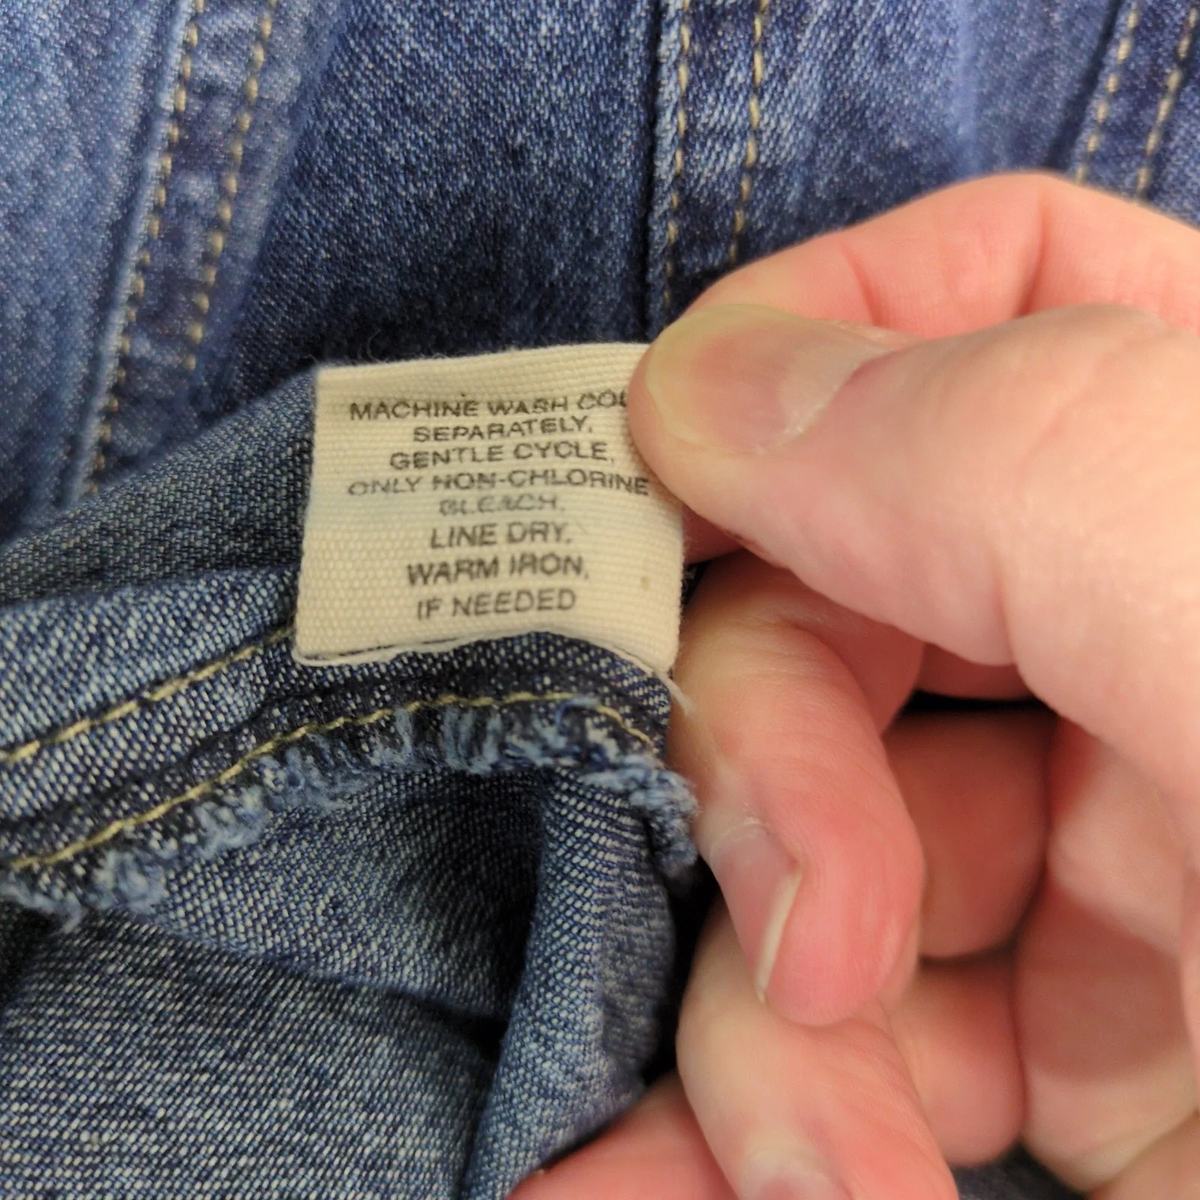 MACHINE WASH COL
SEPARATELY,
GENTLE CYCLE,
ONLY NON-CHLORINE
BLEACH,
LINE DRY,
WARM IRON,
IF NEEDED